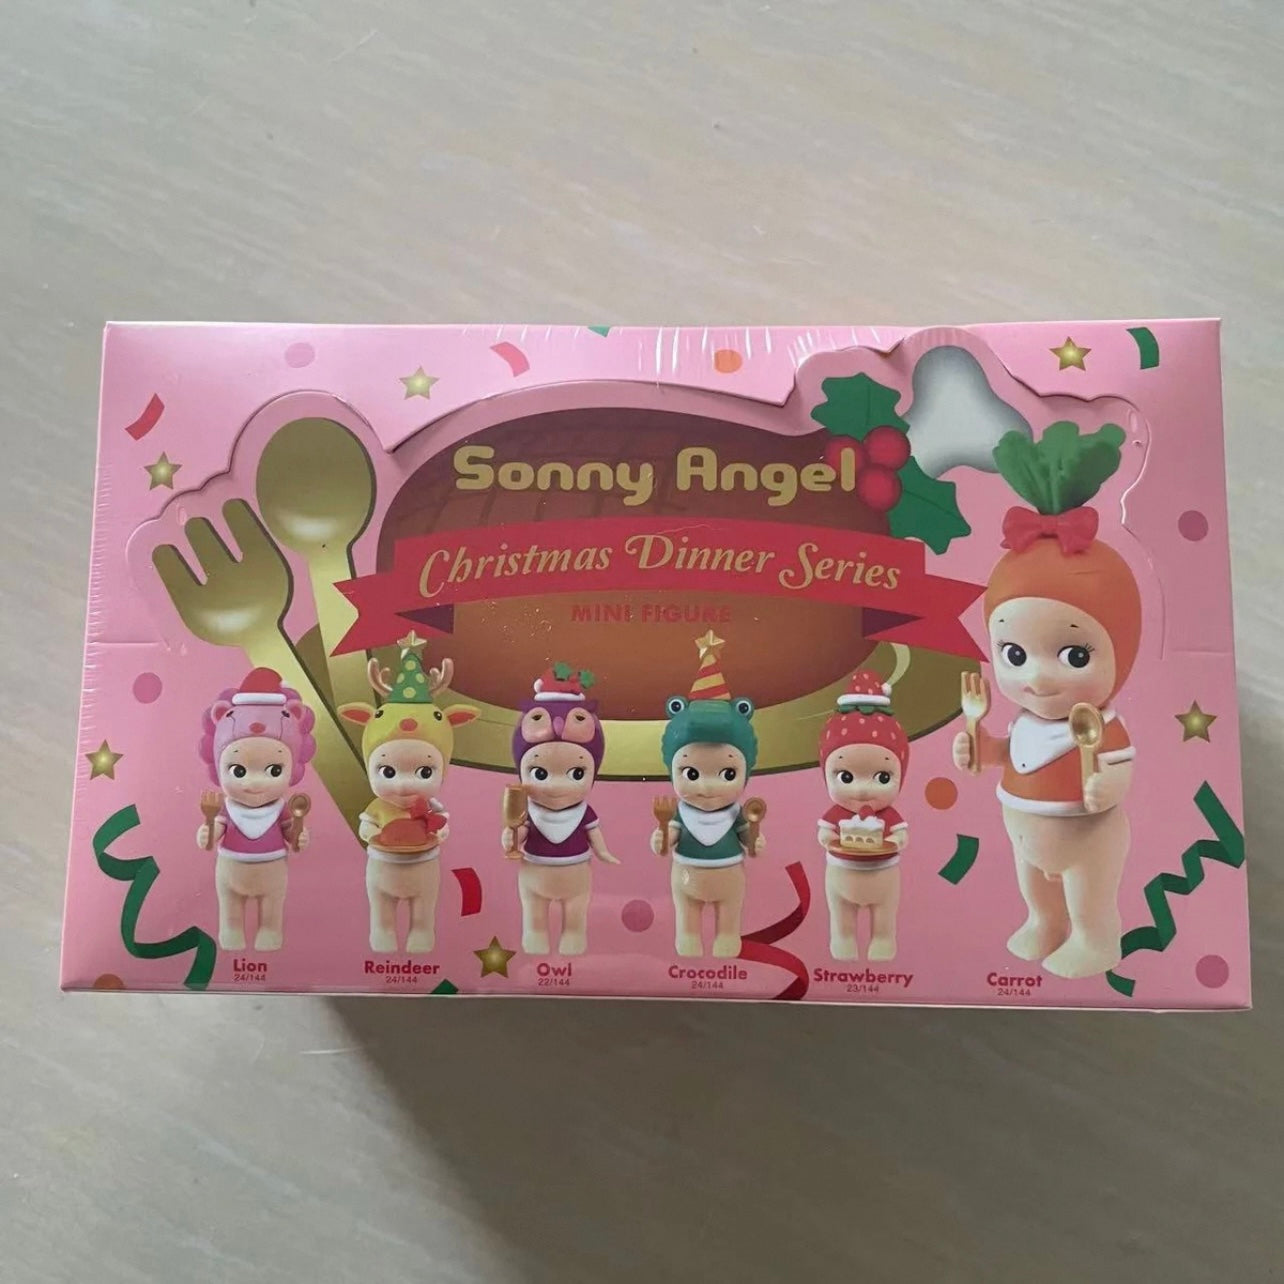 Sonny Angel
Christmas Dinner Series
MINI FIGURE
Lion
24/144
Reindeer
24/144
Owl
22/144
Crocodile
24/144
Strawberry
23/144
Carrot
24/144